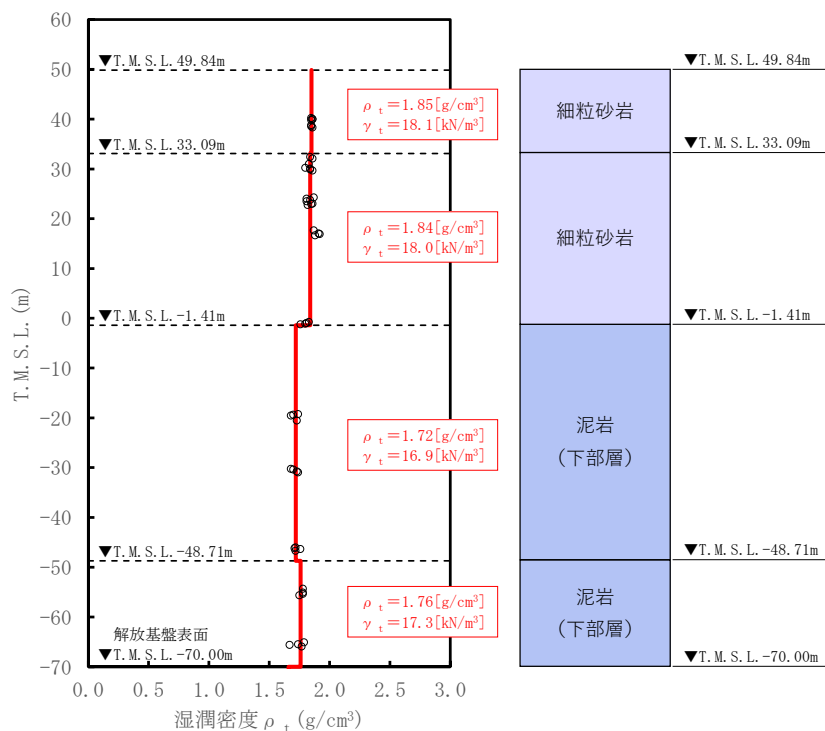 60
50
40
30
20
10
0
-10
-20
-30
-40
-50
-60
-70
T.M.S.L.(m)
0.0 0.5 1.0 1.5 2.0 2.5 3.0
湿潤密度ρt(g/cm³)
▼T.M.S.L.49.84m
ρt=1.85[g/cm³]
γt=18.1[kN/m³]
▼T.M.S.L.33.09m
ρt=1.84[g/cm³]
γt=18.0[kN/m³]
▼T.M.S.L.-1.41m
ρt=1.72[g/cm³]
γt=16.9[kN/m³]
▼T.M.S.L.-48.71m
ρt=1.76[g/cm³]
γt=17.3[kN/m³]
解放基盤表面
▼T.M.S.L.-70.00m
▼T.M.S.L.49.84m
細粒砂岩
▼T.M.S.L.33.09m
細粒砂岩
▼T.M.S.L.-1.41m
泥岩
(下部層)
▼T.M.S.L.-48.71m
泥岩
(下部層)
▼T.M.S.L.-70.00m